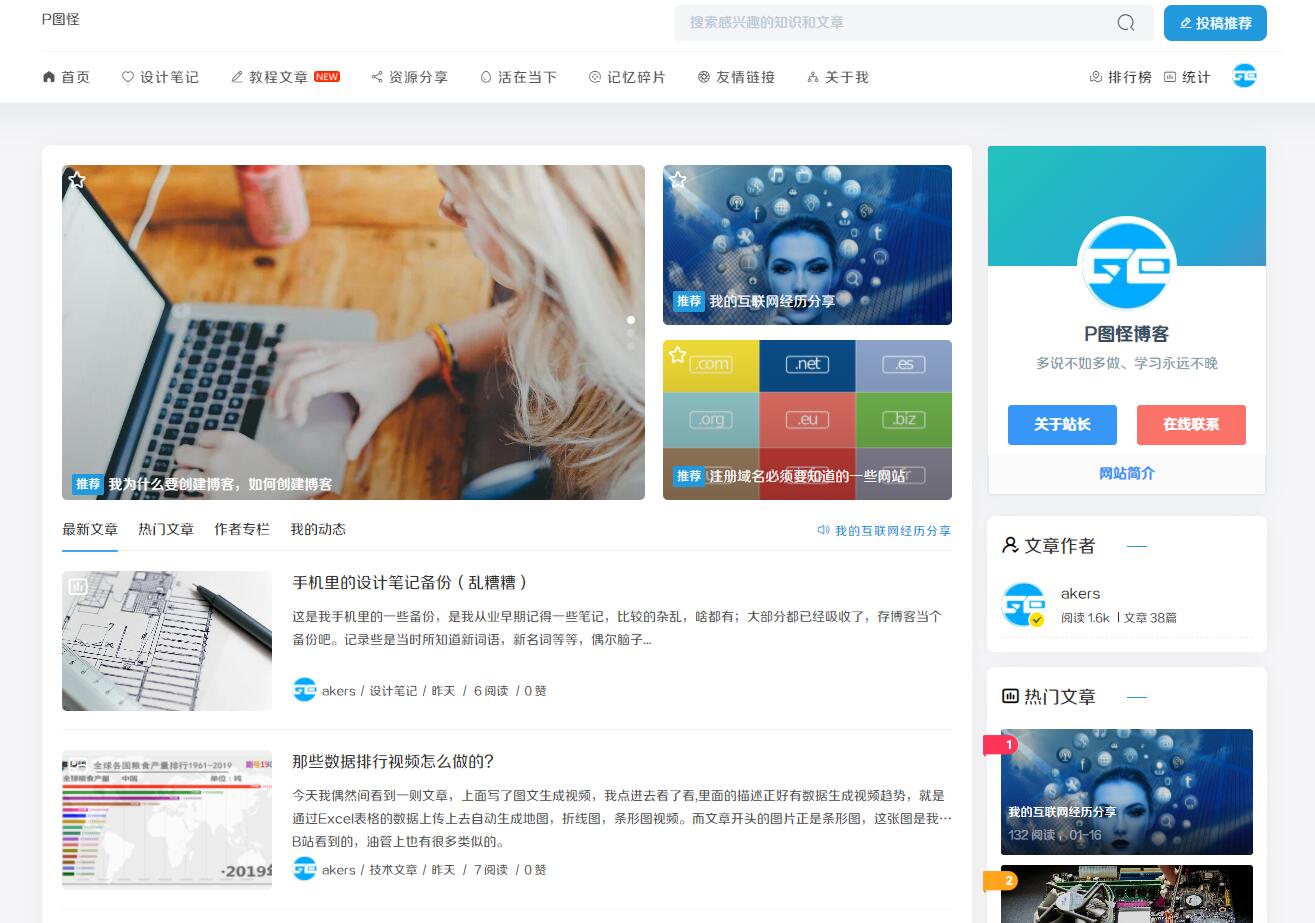 P图怪
搜索感兴趣的知识和文章
投稿推荐
首页 设计笔记 教程文章 NEW 资源分享 活在当下 记忆碎片 友情链接 关于我 排行榜 统计
推荐 我为什么要创建博客，如何创建博客
推荐 我的互联网经历分享
.com .net .es
.org .eu .biz
推荐 注册域名必须要知道的一些网站
P图怪博客
多说不如多做、学习永远不晚
关于站长 在线联系
网站简介
最新文章 热门文章 作者专栏 我的动态 我的互联网经历分享
手机里的设计笔记备份（乱糟糟）
这是我手机里的一些备份，是我从业早期记得一些笔记，比较的杂乱，啥都有；大部分都已经吸收了，存博客当个
备份吧。记录些是当时所知道新词语，新名词等等，偶尔脑子...
akers / 设计笔记 / 昨天 / 6 阅读 / 0 赞
全球各国粮食产量排行1961-2019
全球粮食产量 中国 单位：吨
·2019年
那些数据排行视频怎么做的？
今天我偶然间看到一则文章，上面写了图文生成视频，我点进去看了看,里面的描述正好有数据生成视频趋势，就是
通过Excel表格的数据上传上去自动生成地图，折线图，条形图视频。而文章开头的图片正是条形图，这张图是我…
B站看到的，油管上也有很多类似的。
akers / 技术文章 / 昨天 / 7 阅读 / 0 赞
文章作者
akers
阅读 1.6k 丨文章 38篇
热门文章
1
我的互联网经历分享
132 阅读 ，01-16
2